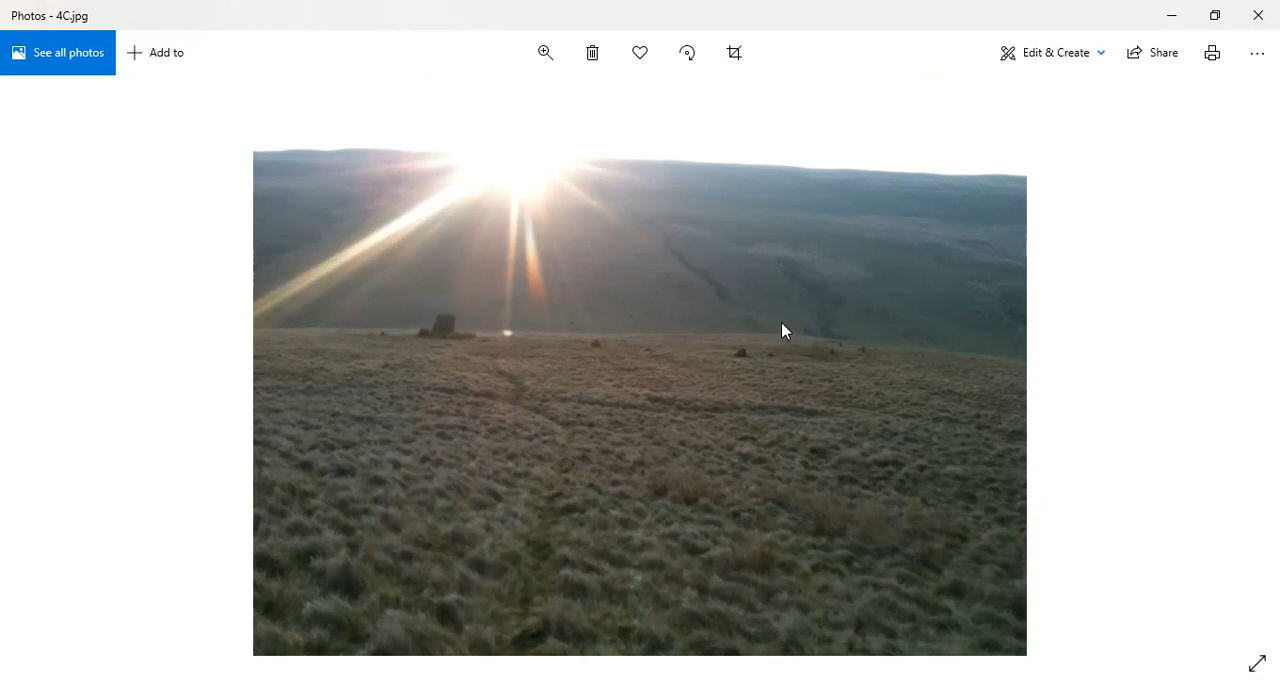 Photos - 4C.jpg
See all photos
Add to
Edit & Create
Share